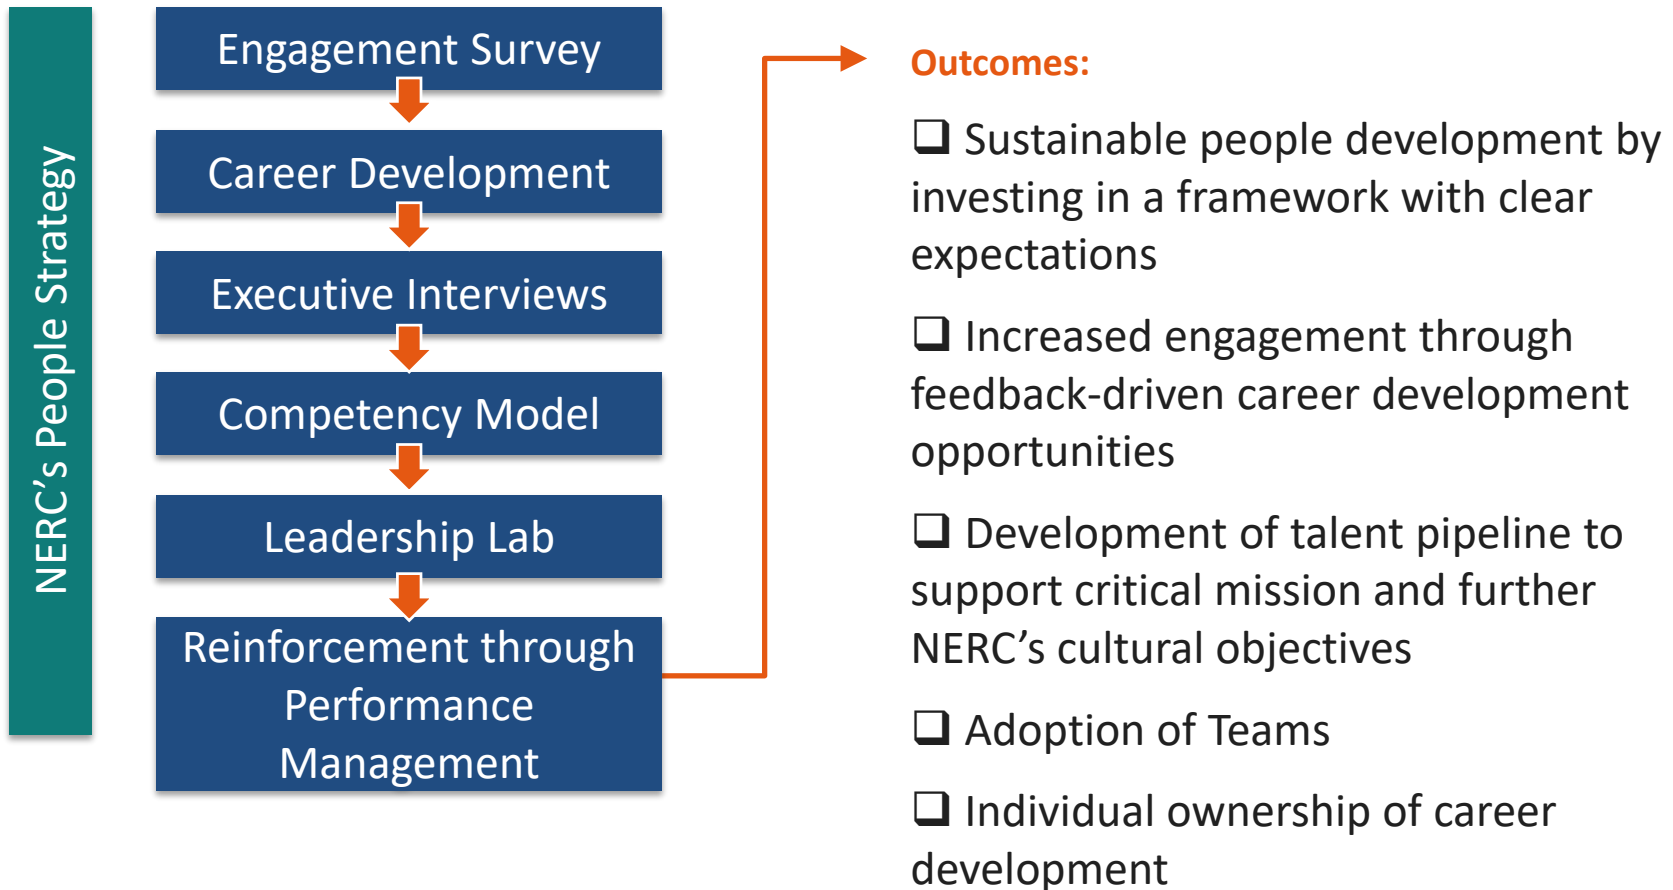 NERC’s People Strategy
Engagement Survey
Career Development
Executive Interviews
Competency Model
Leadership Lab
Reinforcement through
Performance
Management
Outcomes:
❑ Sustainable people development by
investing in a framework with clear
expectations
❑ Increased engagement through
feedback-driven career development
opportunities
❑ Development of talent pipeline to
support critical mission and further
NERC’s cultural objectives
❑ Adoption of Teams
❑ Individual ownership of career
development